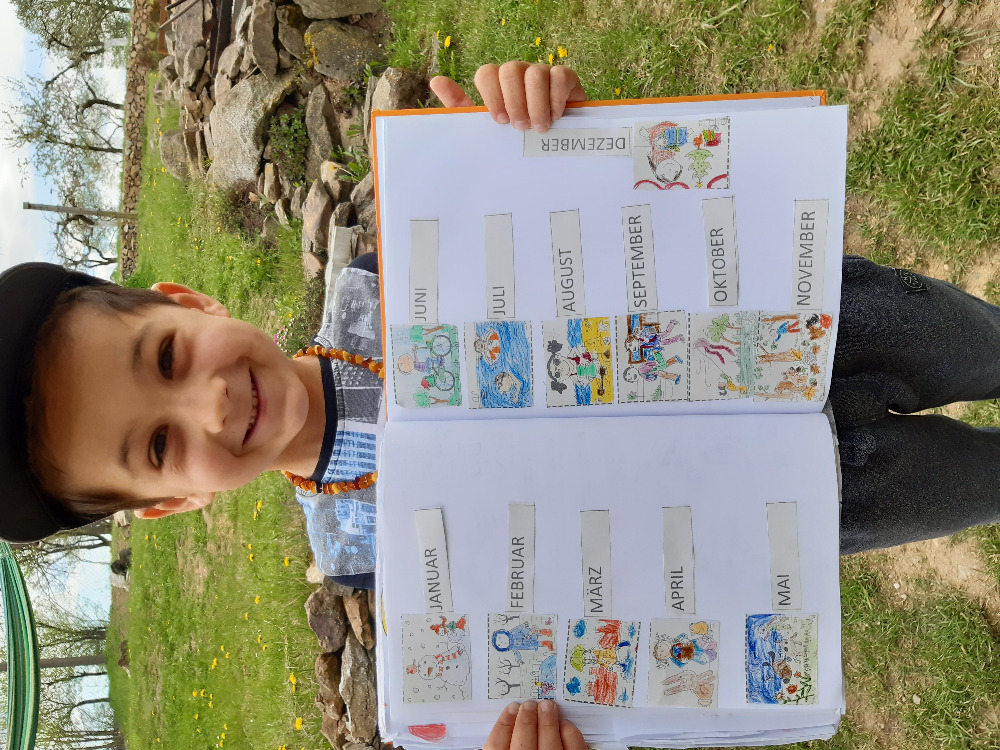 JANUAR
FEBRUAR
MÄRZ
APRIL
MAI
JUNI
JULI
AUGUST
SEPTEMBER
OKTOBER
NOVEMBER
DEZEMBER